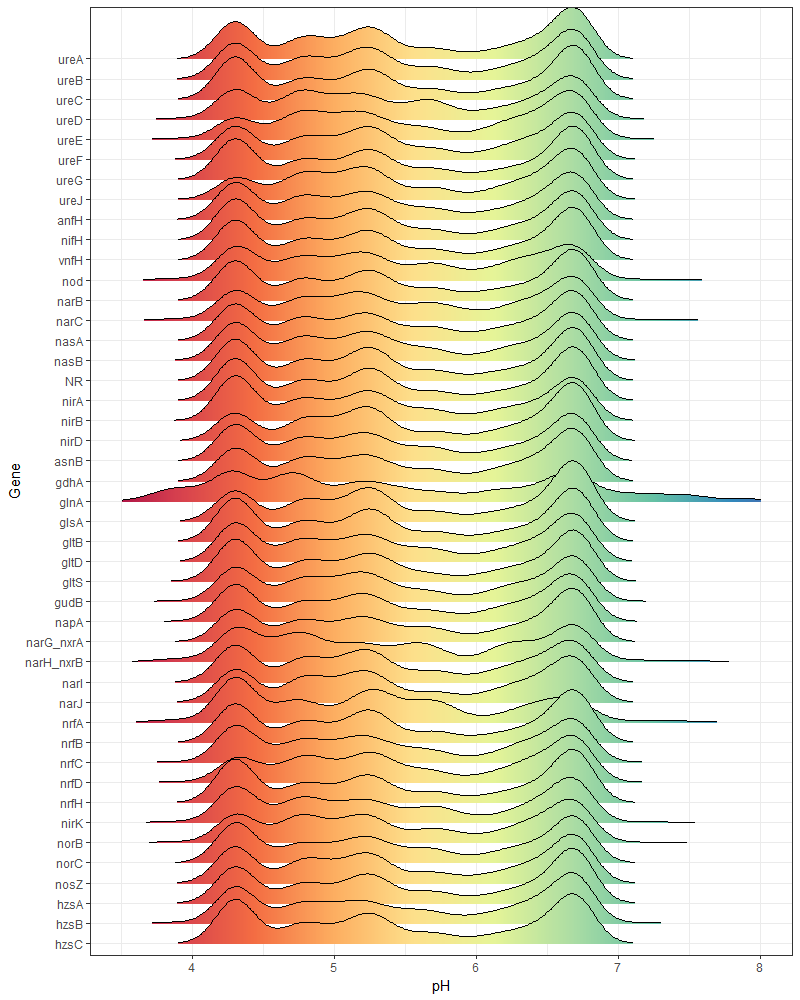 ureA
ureB
ureC
ureD
ureE
ureF
ureG
ureJ
anfH
nifH
vnfH
nod
narB
narC
nasA
nasB
NR
nirA
nirB
nirD
asnB
gdhA
glnA
glsA
gltB
gltD
gltS
gudB
napA
narG_nxrA
narH_nxrB
narI
narJ
nrfA
nrfB
nrfC
nrfD
nrfH
nirK
norB
norC
nosZ
hzsA
hzsB
hzsC
Gene
4 5 6 7 8
pH